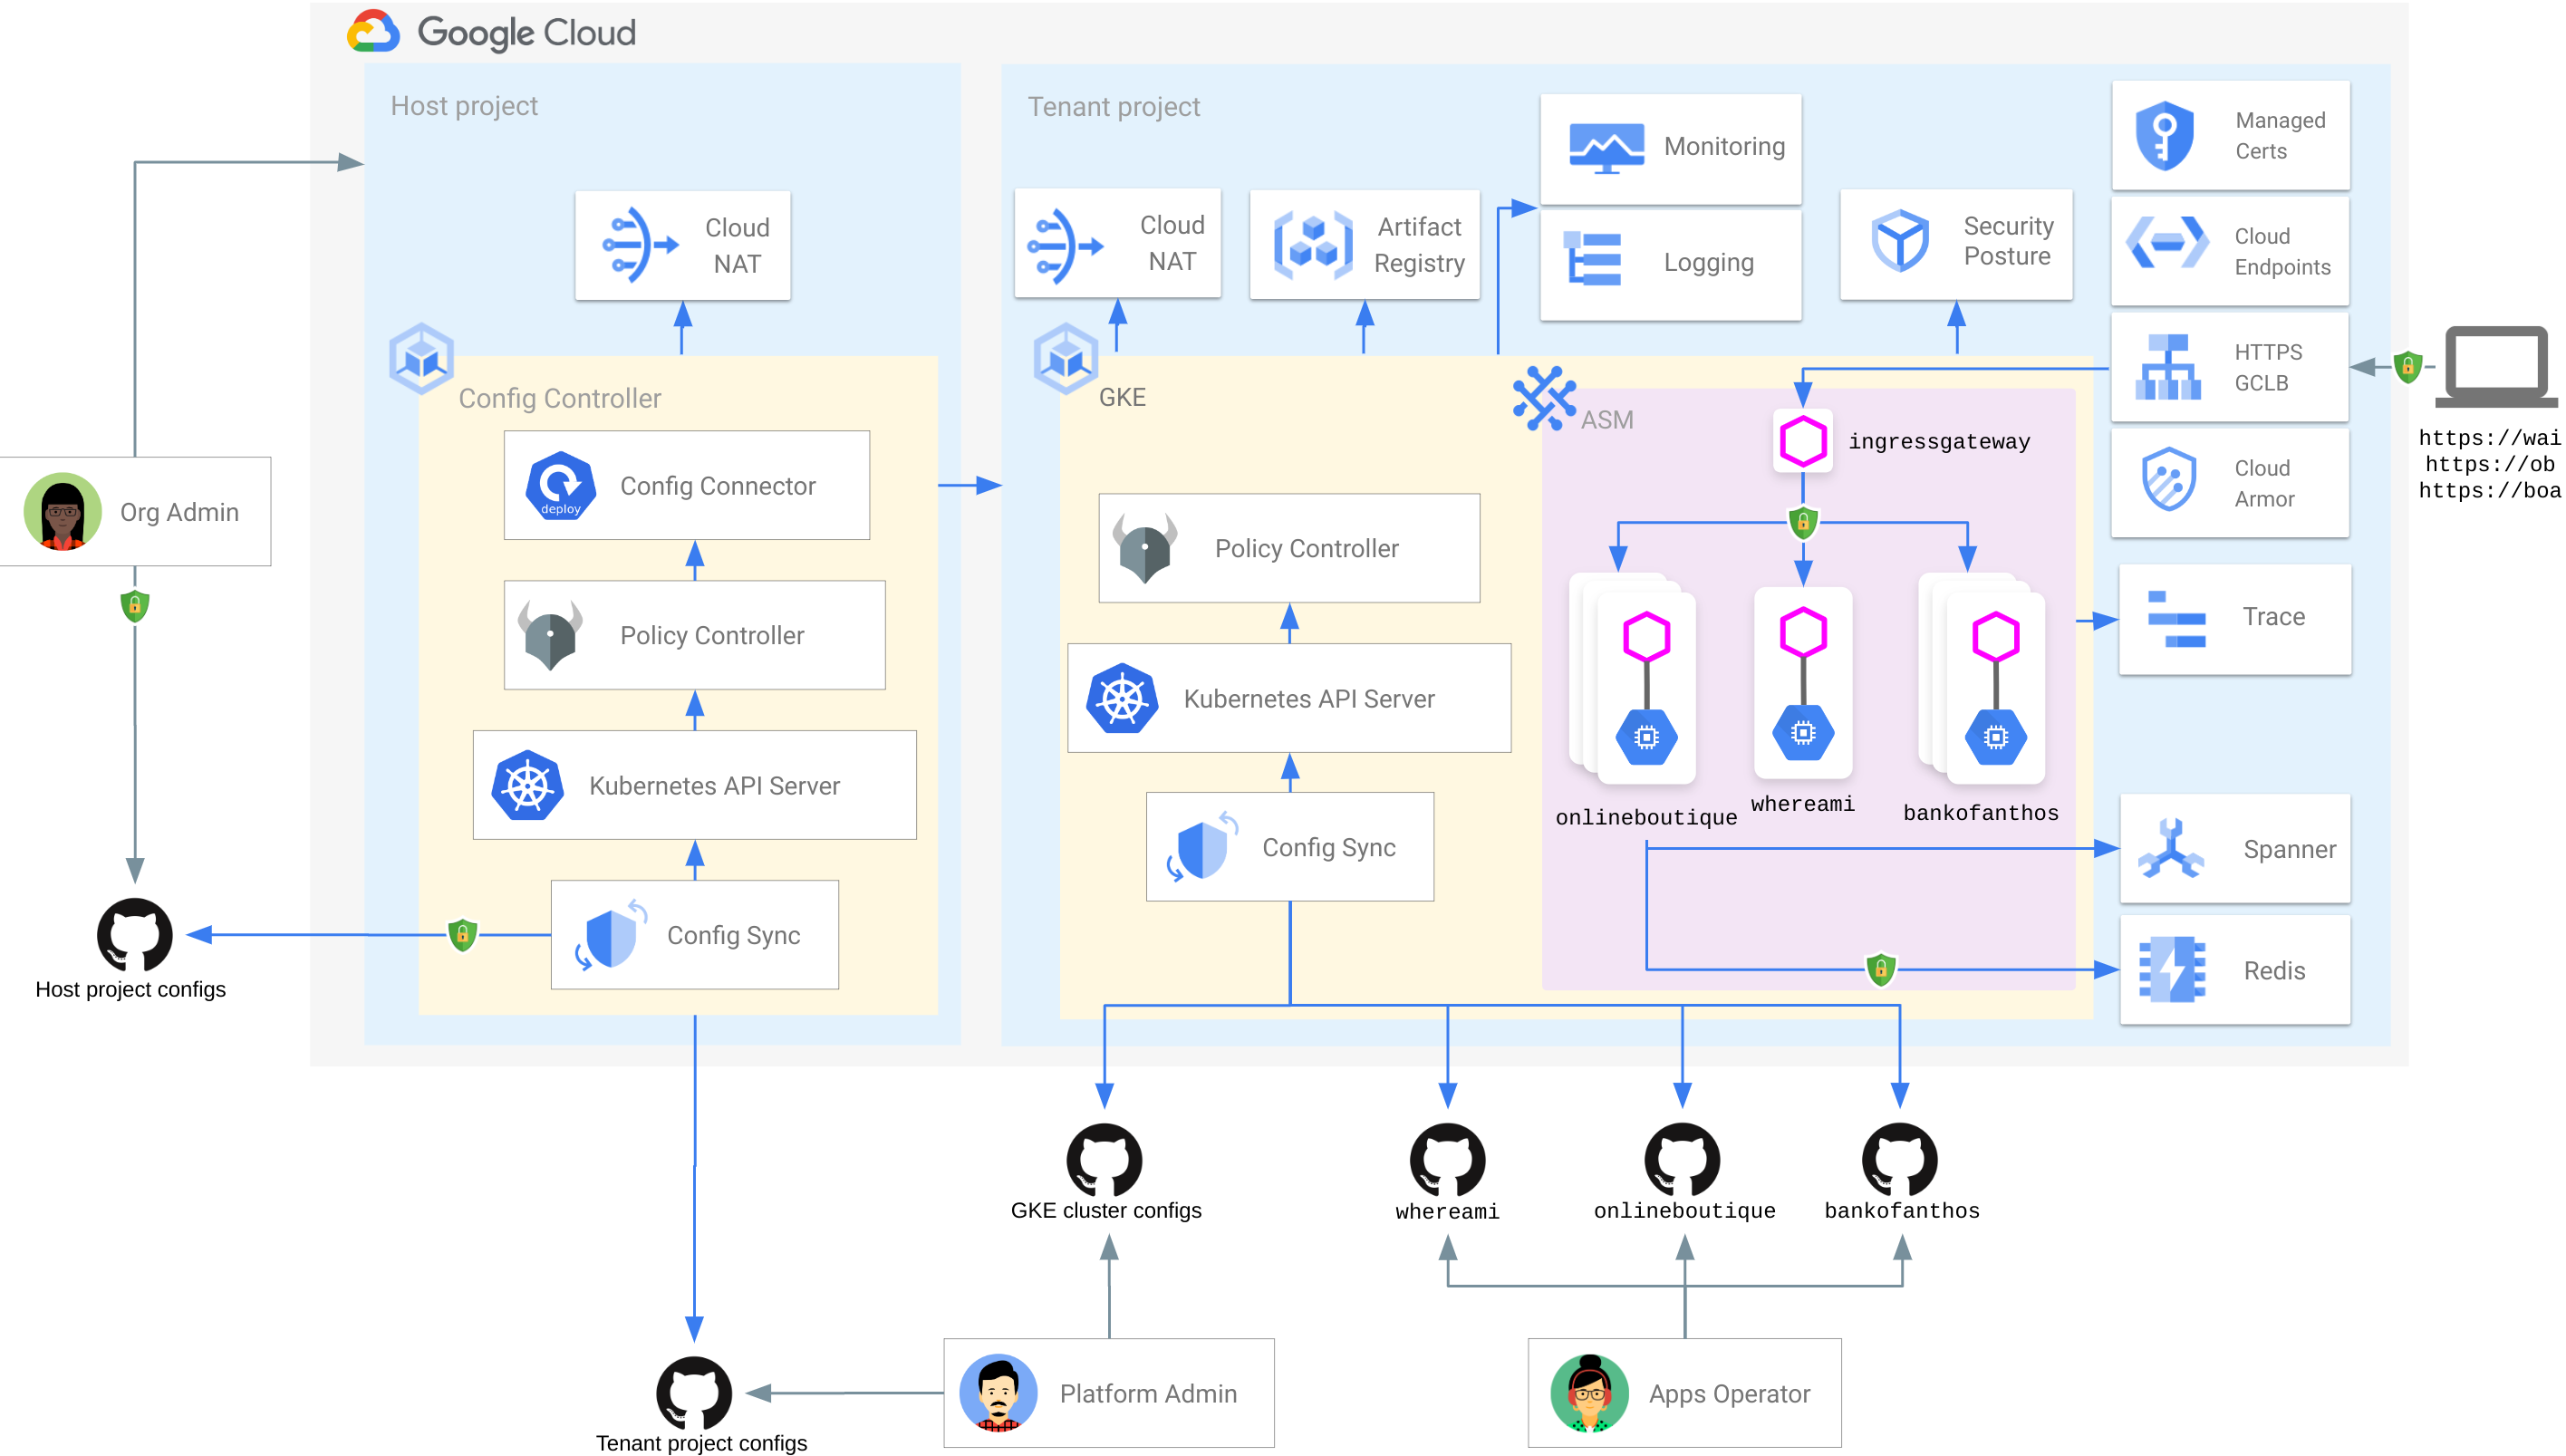 Google Cloud
Host project
Cloud
NAT
Config Controller
Config Connector
deploy
Policy Controller
Kubernetes API Server
Config Sync
Org Admin
Host project configs
Tenant project
Cloud
NAT
Artifact
Registry
Monitoring
Logging
Security
Posture
Managed
Certs
Cloud
Endpoints
HTTPS
GCLB
Cloud
Armor
https://wai
https://ob
https://boa
GKE
ASM
ingressgateway
Policy Controller
Kubernetes API Server
Config Sync
onlineboutique
whereami
bankofanthos
Trace
Spanner
Redis
GKE cluster configs
whereami
onlineboutique
bankofanthos
Tenant project configs
Platform Admin
Apps Operator